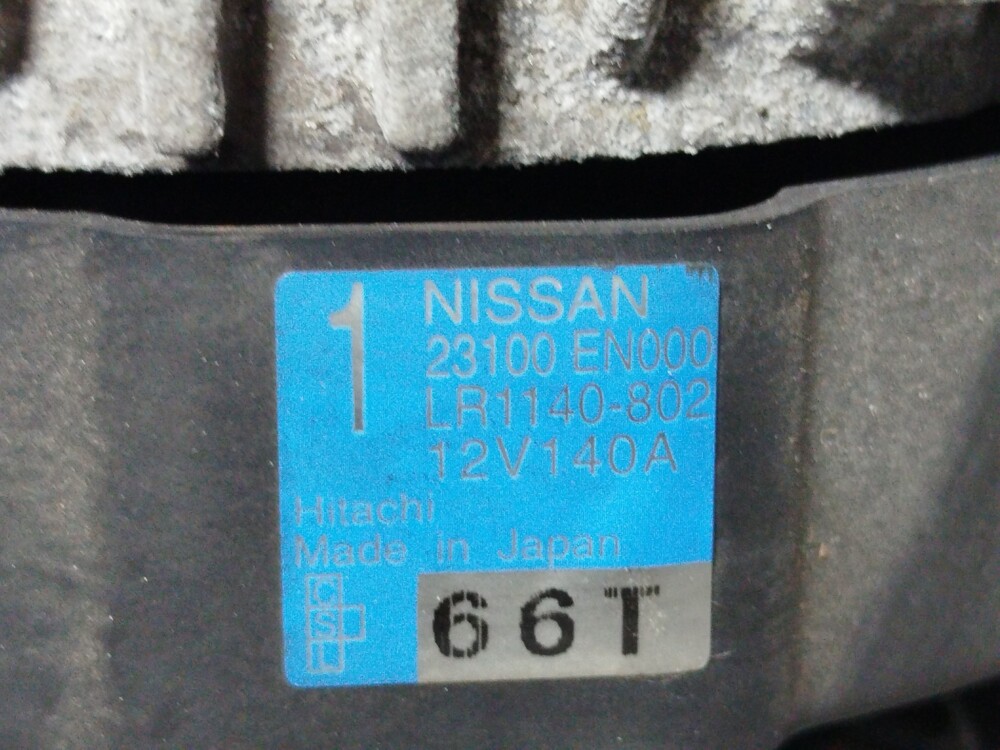 1
NISSAN
23100 EN000
LR1140-802
12V140A
Hitachi
Made in Japan
C
S
L
66T